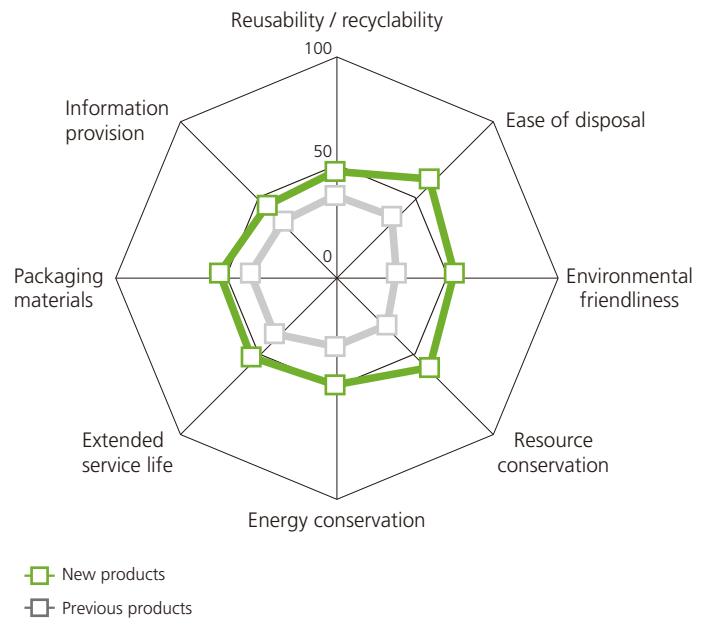 Reusability / recyclability
100
Information
provision
Ease of disposal
50
0
Packaging
materials
Environmental
friendliness
Extended
service life
Resource
conservation
Energy conservation
New products
Previous products